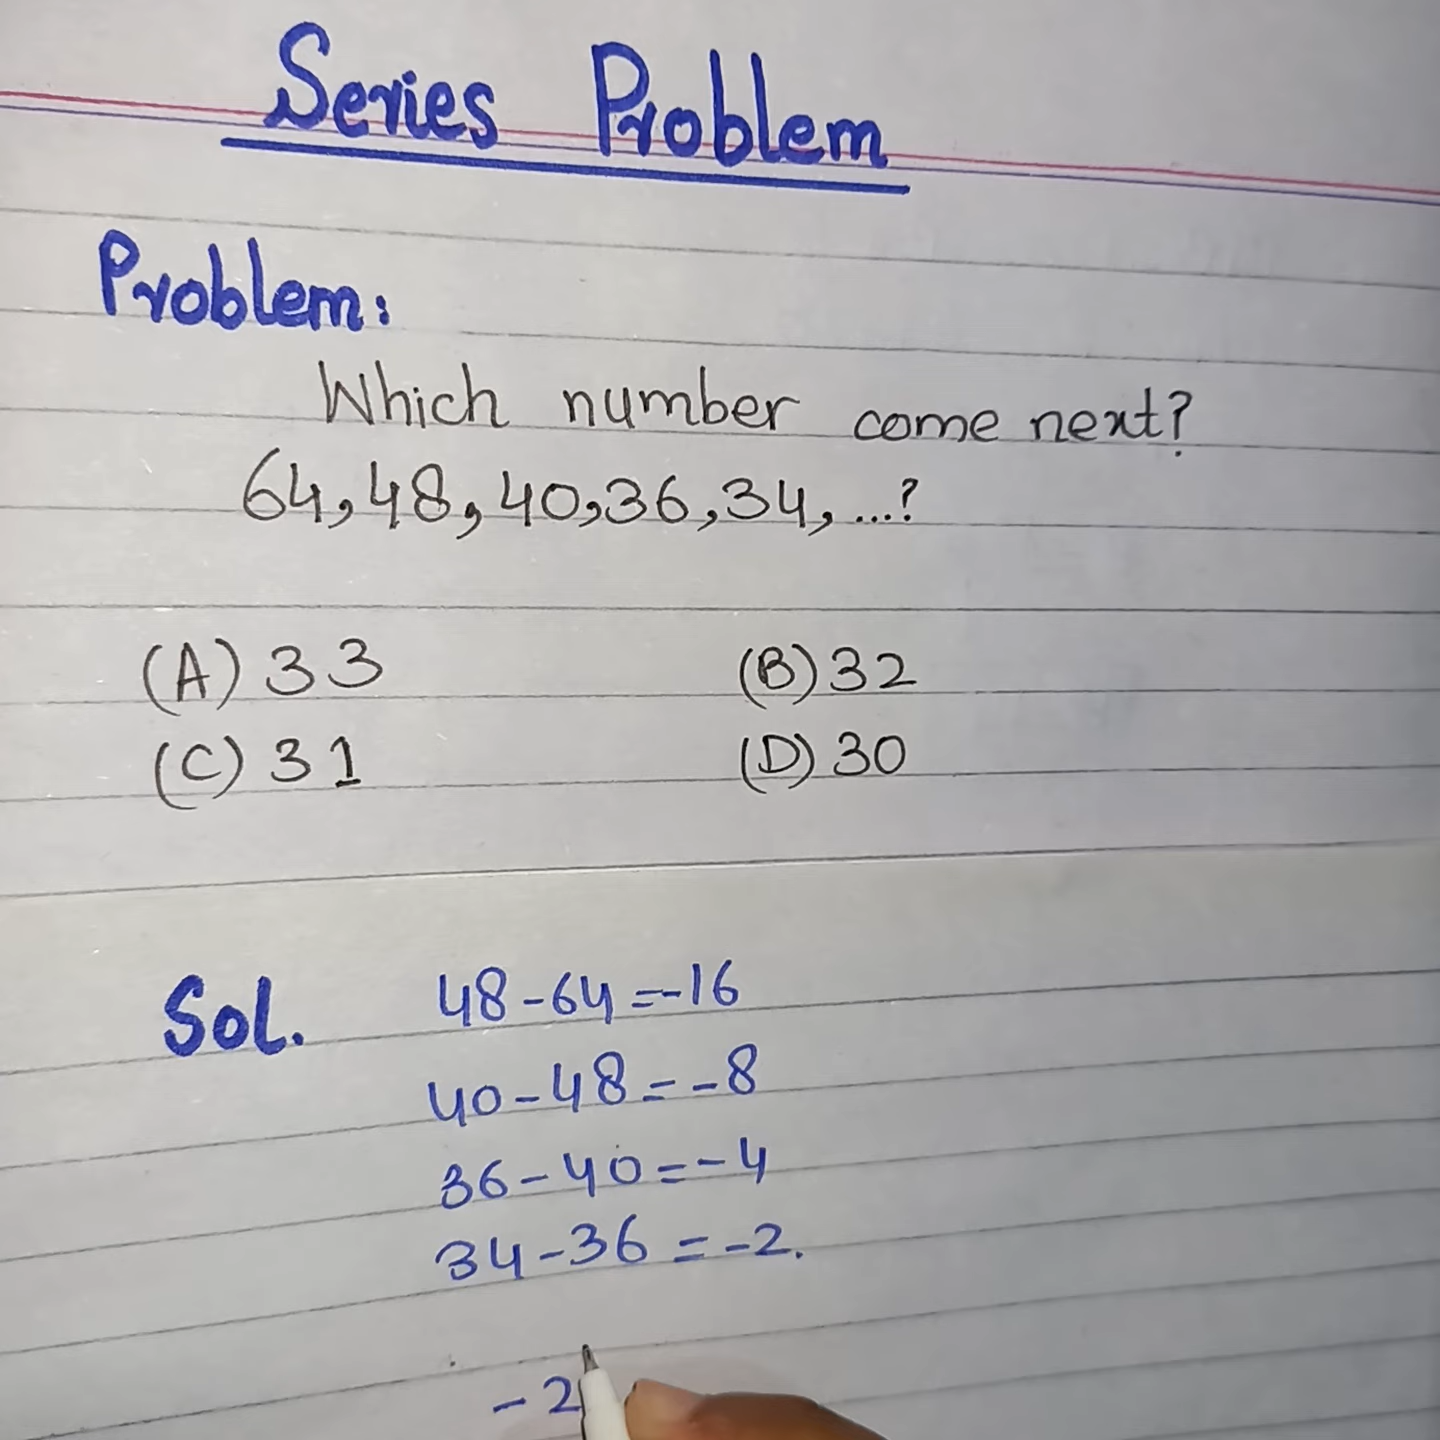 Series Problem
Problem:
Which number come next?
64, 48, 40, 36, 34, ...?
(A) 33 (B) 32
(C) 31 (D) 30
Sol. 48-64=-16
40-48=-8
36-40=-4
34-36=-2.
-2